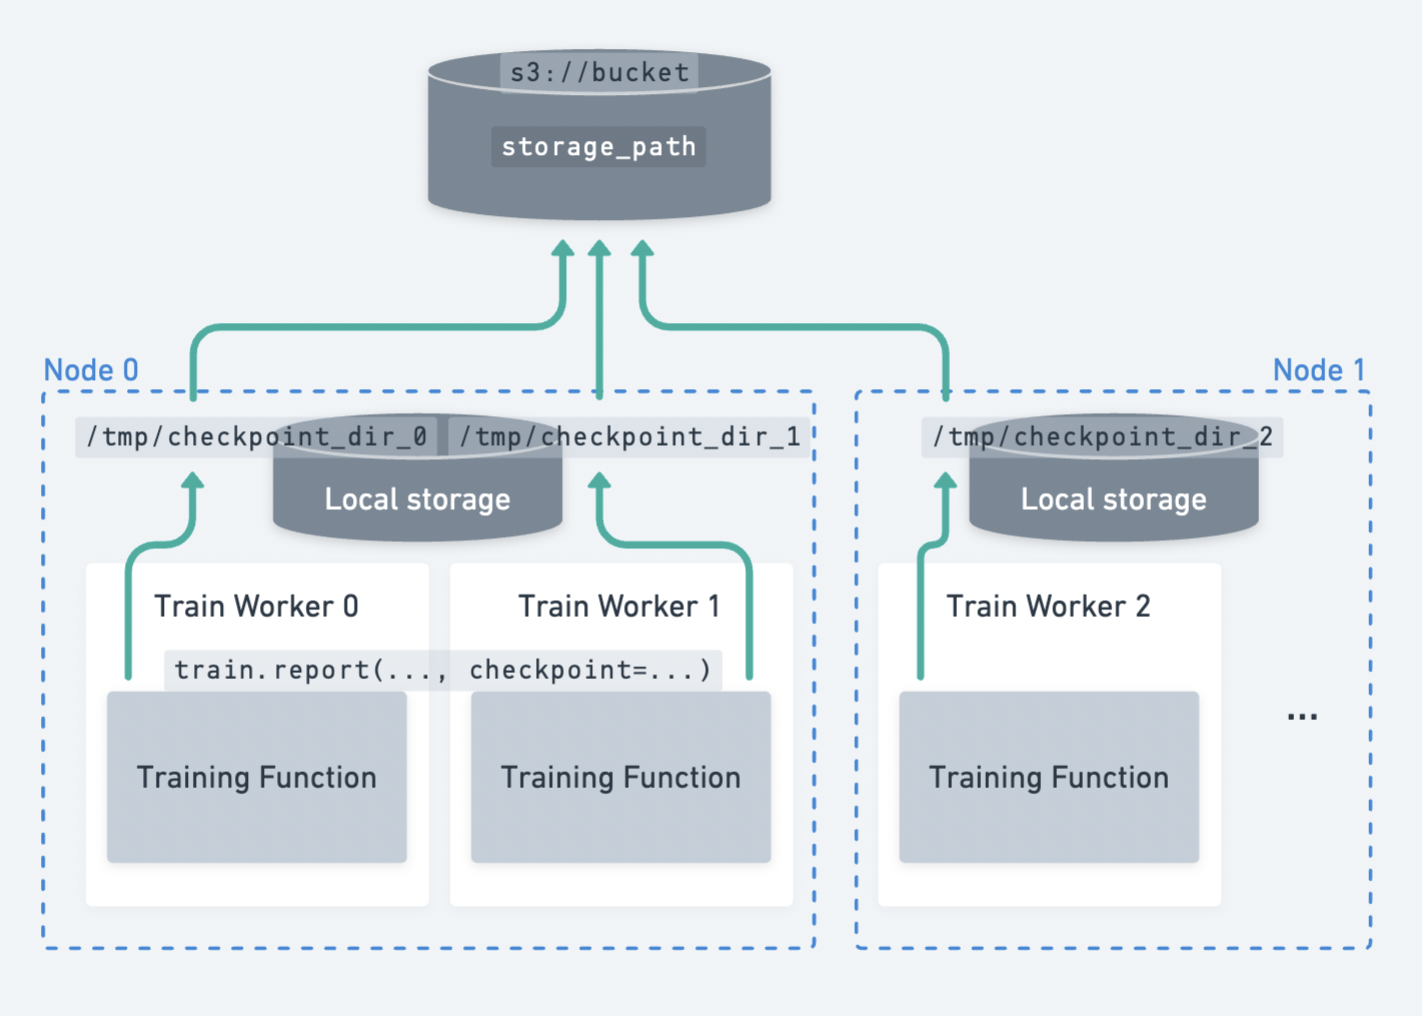 s3://bucket
storage_path
Node 0
Node 1
/tmp/checkpoint_dir_0
/tmp/checkpoint_dir_1
/tmp/checkpoint_dir_2
Local storage
Local storage
Train Worker 0
Train Worker 1
Train Worker 2
train.report(..., checkpoint=...)
Training Function
Training Function
Training Function
...